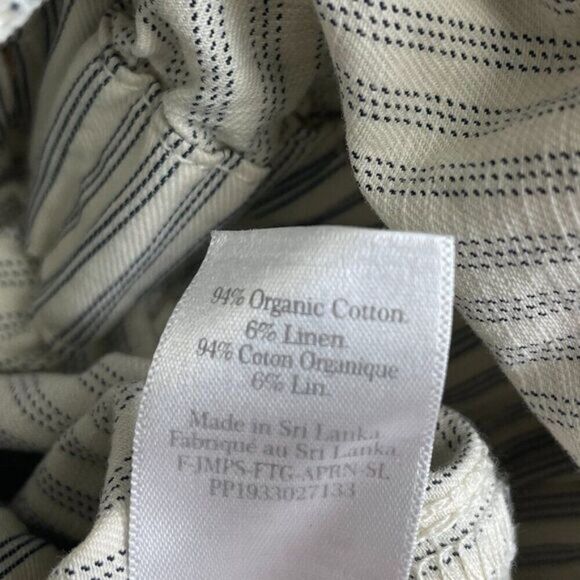 94% Organic Cotton.
6% Linen.
94% Coton Organique
6% Lin.
Made in Sri Lanka
Fabriqué au Sri Lanka
F-JMPS-FTG-APRN-SL
PP1933027133